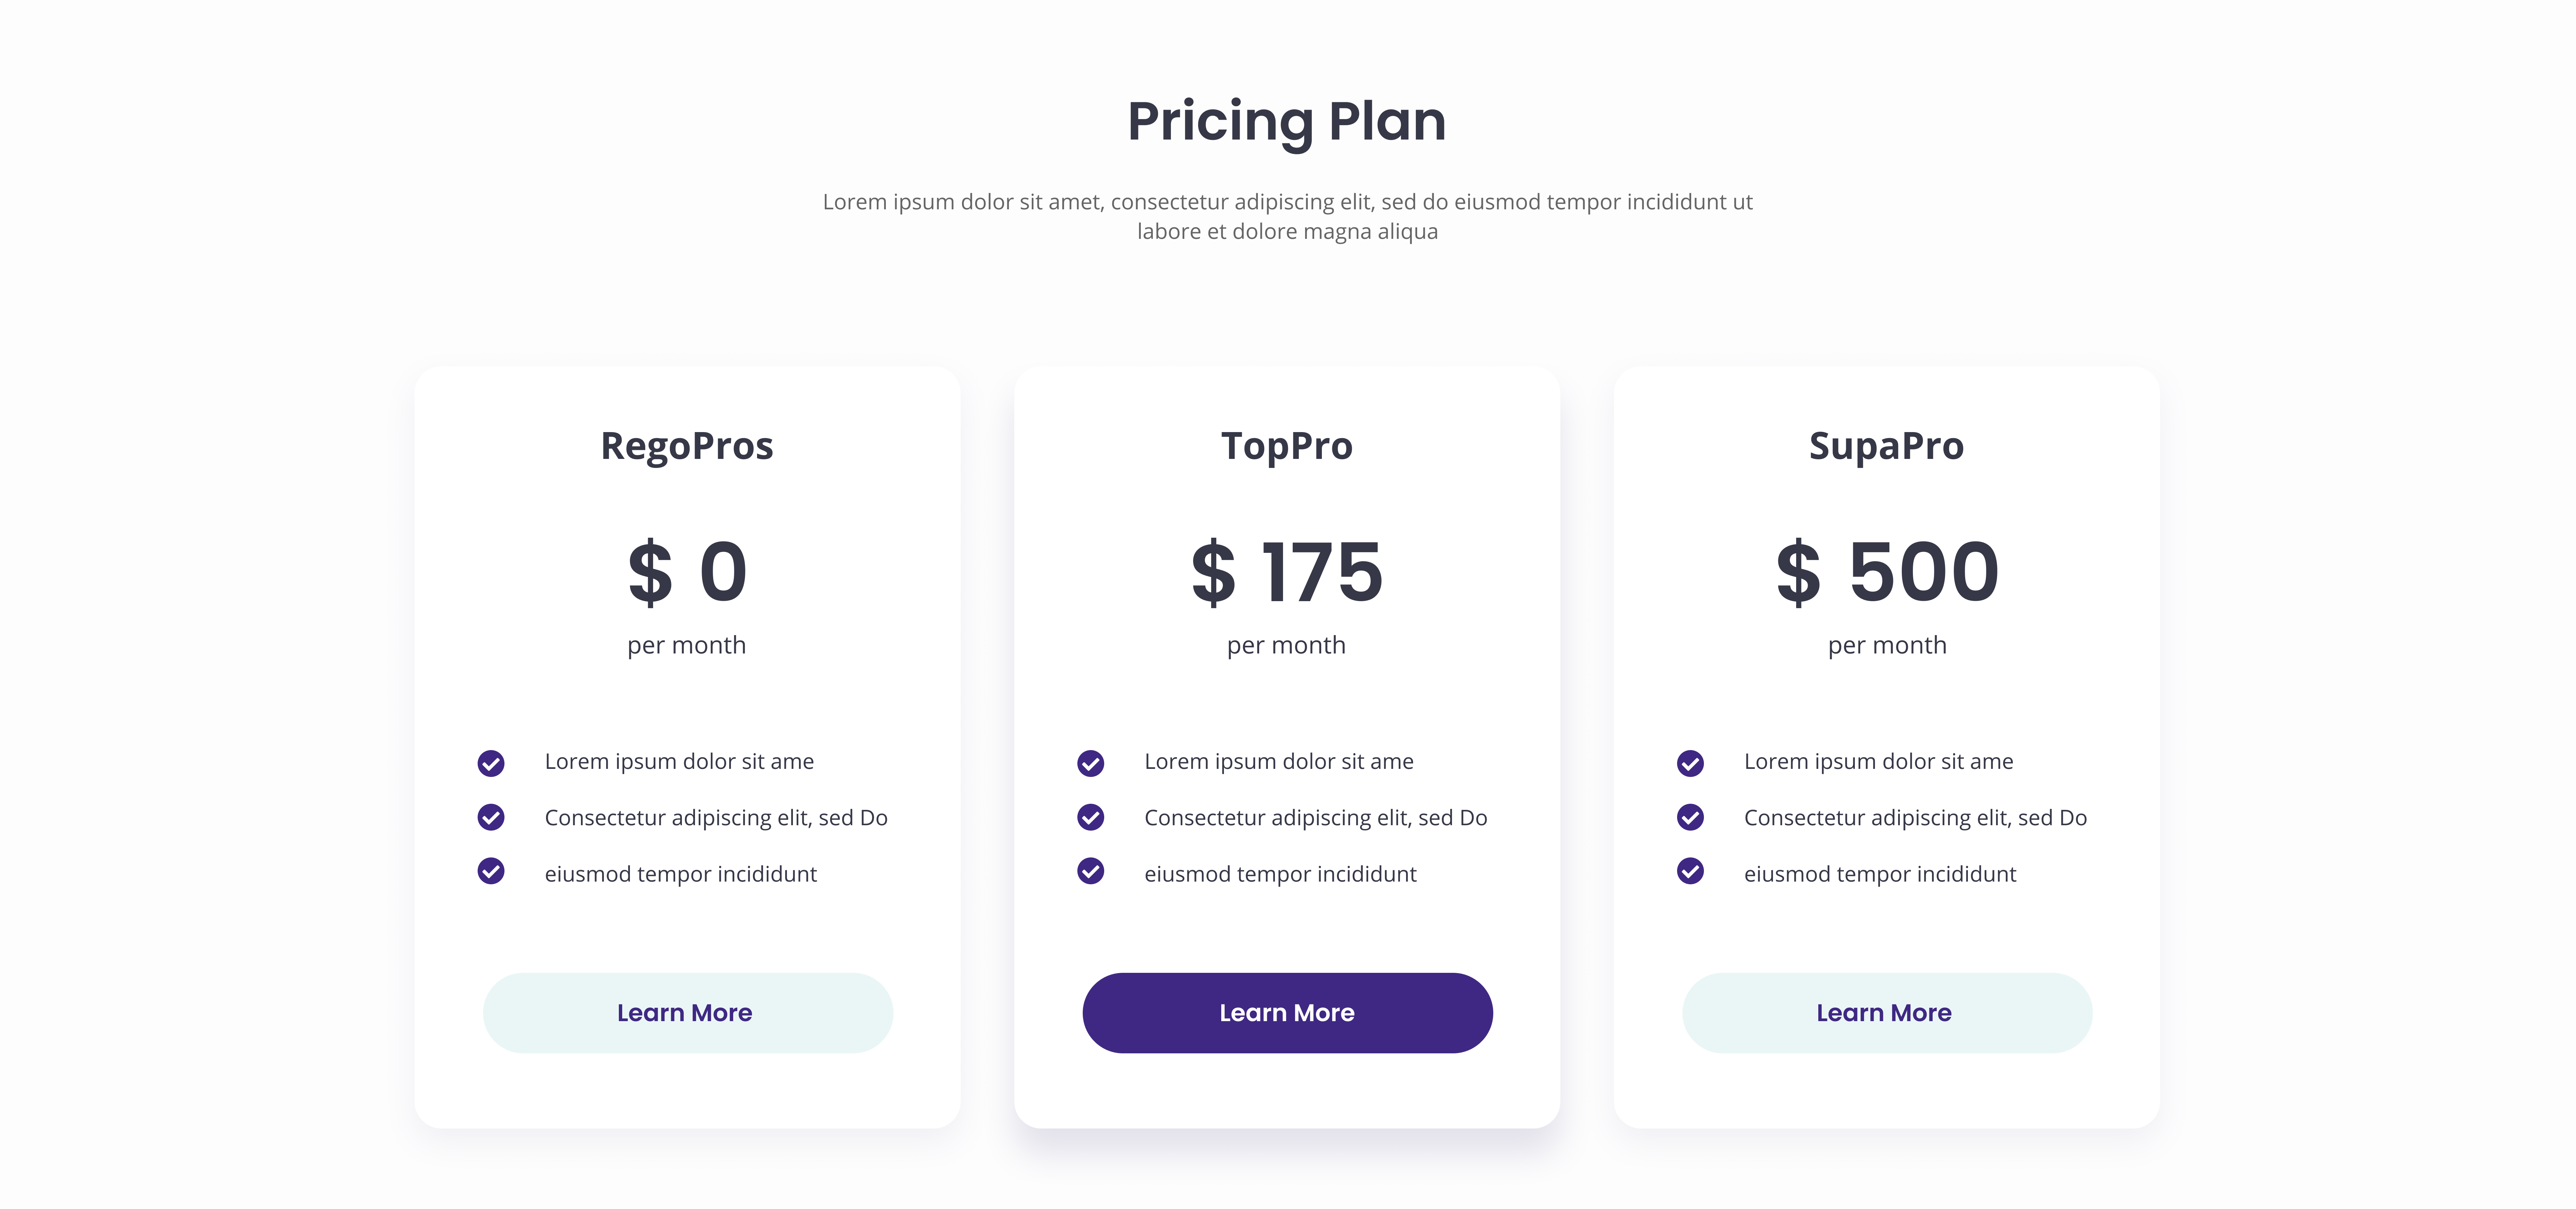 Pricing Plan
Lorem ipsum dolor sit amet, consectetur adipiscing elit, sed do eiusmod tempor incididunt ut
labore et dolore magna aliqua
RegoPros
$ 0
per month
Lorem ipsum dolor sit ame
Consectetur adipiscing elit, sed Do
eiusmod tempor incididunt
Learn More
TopPro
$ 175
per month
Lorem ipsum dolor sit ame
Consectetur adipiscing elit, sed Do
eiusmod tempor incididunt
Learn More
SupaPro
$ 500
per month
Lorem ipsum dolor sit ame
Consectetur adipiscing elit, sed Do
eiusmod tempor incididunt
Learn More